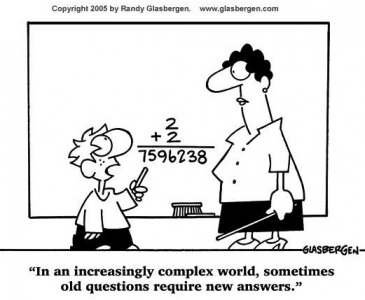 Copyright 2005 by Randy Glasbergen. www.glasbergen.com
2
+ 2
7596238
GLASBERGEN
“In an increasingly complex world, sometimes
old questions require new answers.”